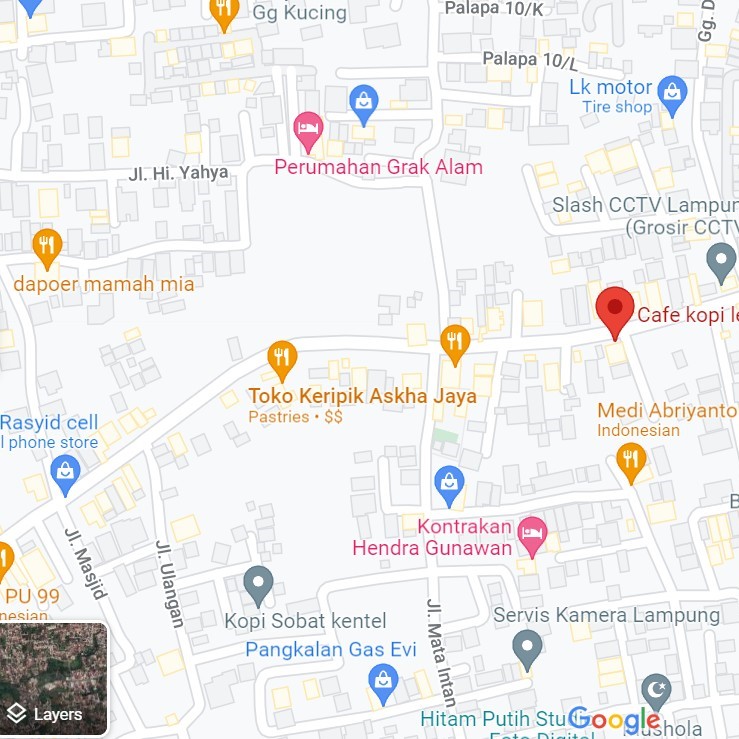 Gg Kucing
Palapa 10/K
Gg. D
Palapa 10/L
Lk motor
Tire shop
Jl. Hi. Yahya
Perumahan Grak Alam
Slash CCTV Lampun
(Grosir CCTV
dapoer mamah mia
Cafe kopi le
Toko Keripik Askha Jaya
Pastries • $$
Medi Abriyanto
Indonesian
Rasyid cell
l phone store
B
Kontrakan
Hendra Gunawan
Jl. Masjid
Jl. Ulangan
PU 99
nesian
Kopi Sobat kentel
Jl. Mata Intan
Servis Kamera Lampung
Pangkalan Gas Evi
Layers
Hitam Putih Studio
Foto Digital
Google
Mushola